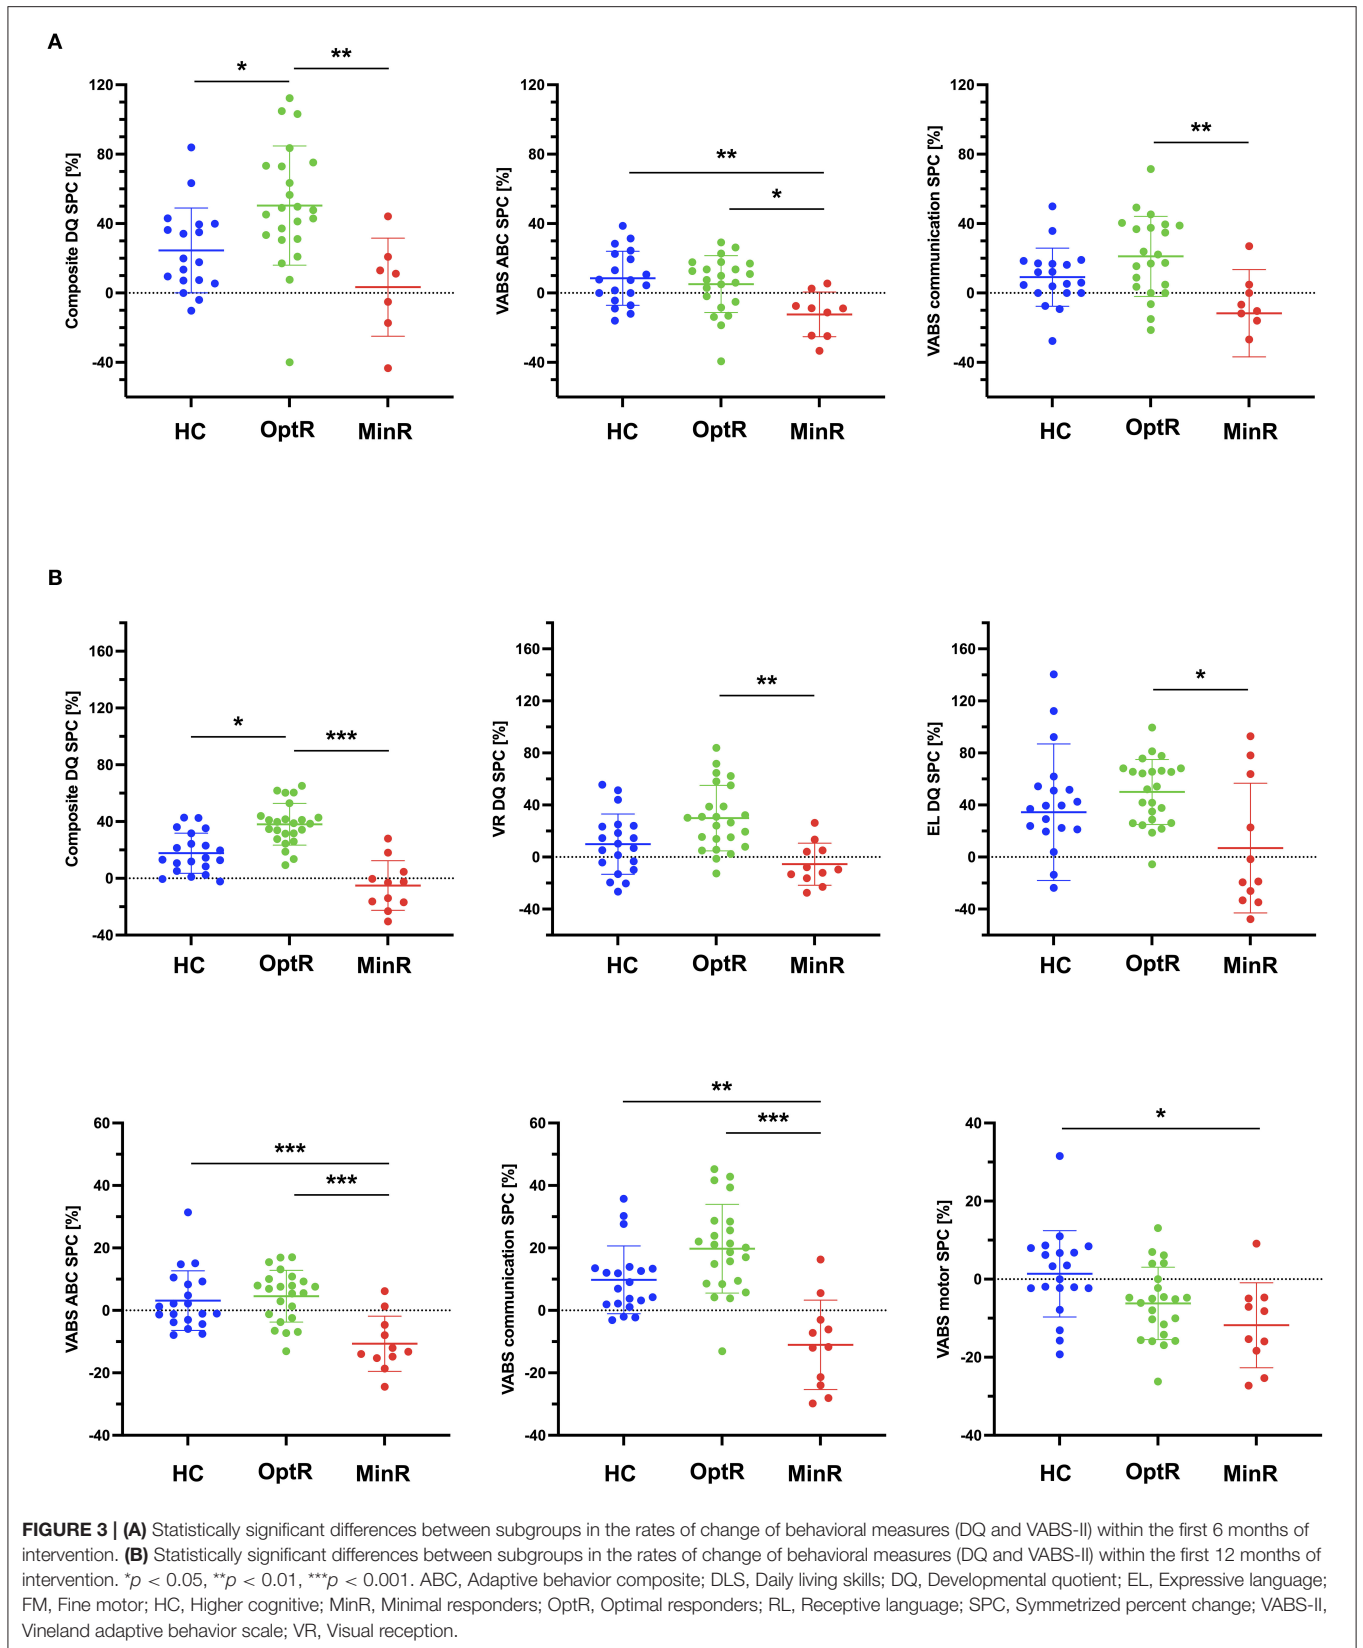 A
* **
120
80
40
0
-40
Composite DQ SPC [%]
HC OptR MinR
**
*
120
80
40
0
-40
VABS ABC SPC [%]
HC OptR MinR
**
120
80
40
0
-40
VABS communication SPC [%]
HC OptR MinR
B
* ***
160
120
80
40
0
-40
Composite DQ SPC [%]
HC OptR MinR
**
160
120
80
40
0
-40
VR DQ SPC [%]
HC OptR MinR
*
160
120
80
40
0
-40
EL DQ SPC [%]
HC OptR MinR
***
***
60
40
20
0
-20
-40
VABS ABC SPC [%]
HC OptR MinR
**
***
60
40
20
0
-20
-40
VABS communication SPC [%]
HC OptR MinR
*
40
20
0
-20
-40
VABS motor SPC [%]
HC OptR MinR
FIGURE 3 | (A) Statistically significant differences between subgroups in the rates of change of behavioral measures (DQ and VABS-II) within the first 6 months of
intervention. (B) Statistically significant differences between subgroups in the rates of change of behavioral measures (DQ and VABS-II) within the first 12 months of
intervention. *p < 0.05, **p < 0.01, ***p < 0.001. ABC, Adaptive behavior composite; DLS, Daily living skills; DQ, Developmental quotient; EL, Expressive language;
FM, Fine motor; HC, Higher cognitive; MinR, Minimal responders; OptR, Optimal responders; RL, Receptive language; SPC, Symmetrized percent change; VABS-II,
Vineland adaptive behavior scale; VR, Visual reception.